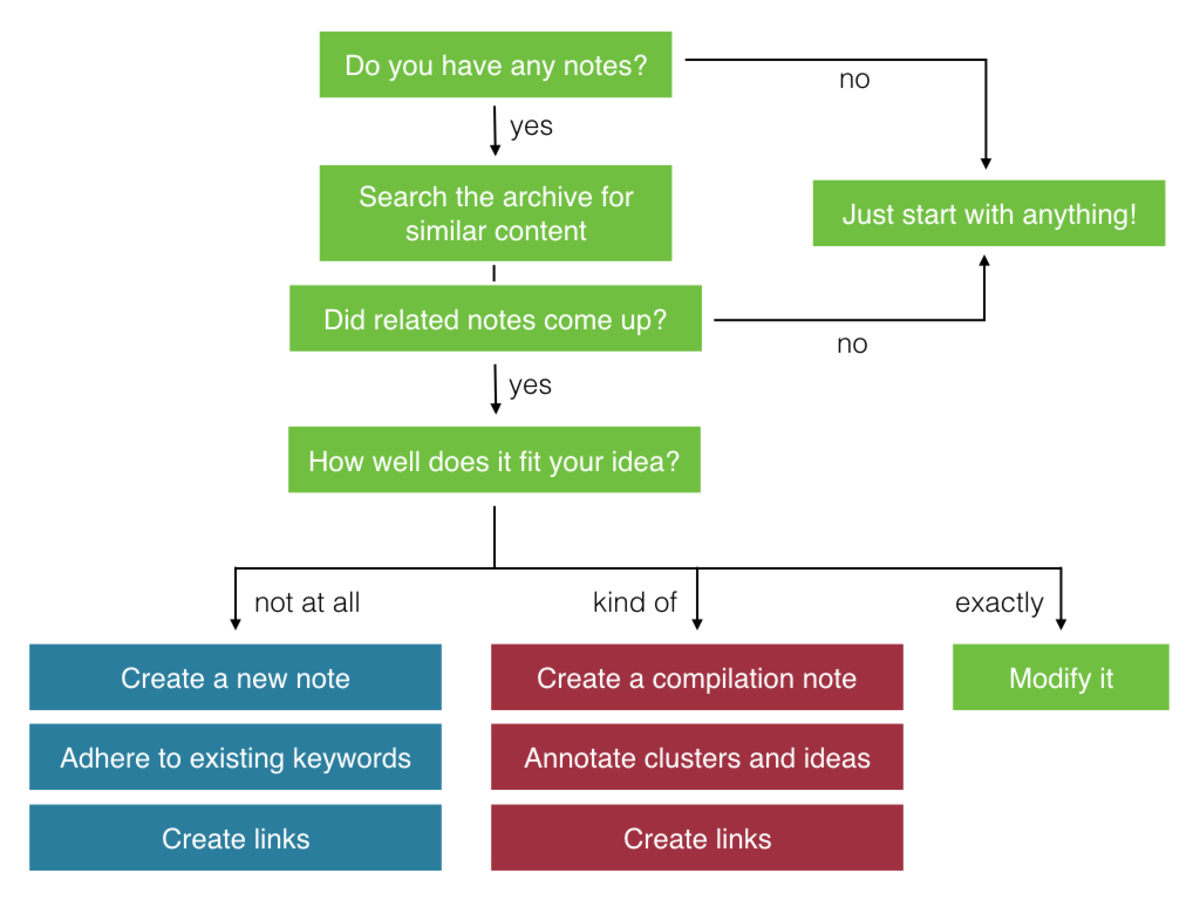 Do you have any notes?
no
yes
Search the archive for
similar content
Just start with anything!
Did related notes come up?
no
yes
How well does it fit your idea?
not at all
kind of
exactly
Create a new note
Create a compilation note
Modify it
Adhere to existing keywords
Annotate clusters and ideas
Create links
Create links